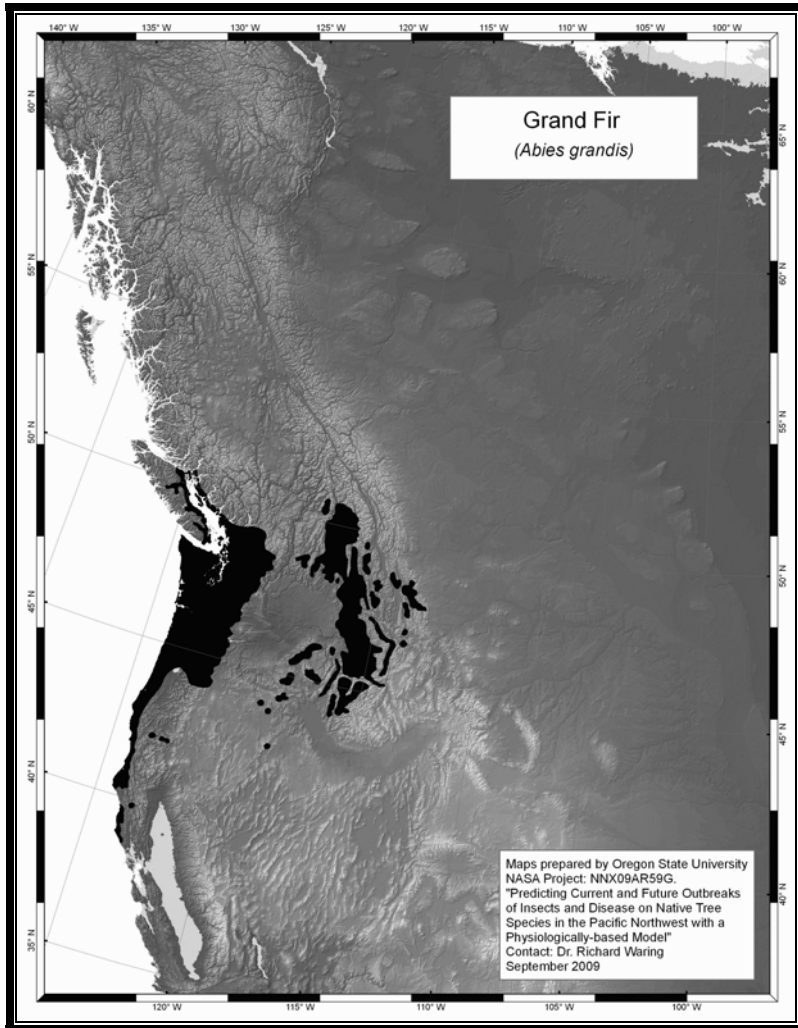 140° W 135° W 130° W 125° W 120° W 115° W 110° W 105° W 100° W
60° N
55° N
50° N
45° N
40° N
35° N
Grand Fir
(Abies grandis)
65° N
60° N
55° N
50° N
45° N
40° N
Maps prepared by Oregon State University
NASA Project: NNX09AR59G.
"Predicting Current and Future Outbreaks
of Insects and Disease on Native Tree
Species in the Pacific Northwest with a
Physiologically-based Model"
Contact: Dr. Richard Waring
September 2009
120° W 115° W 110° W 105° W 100° W